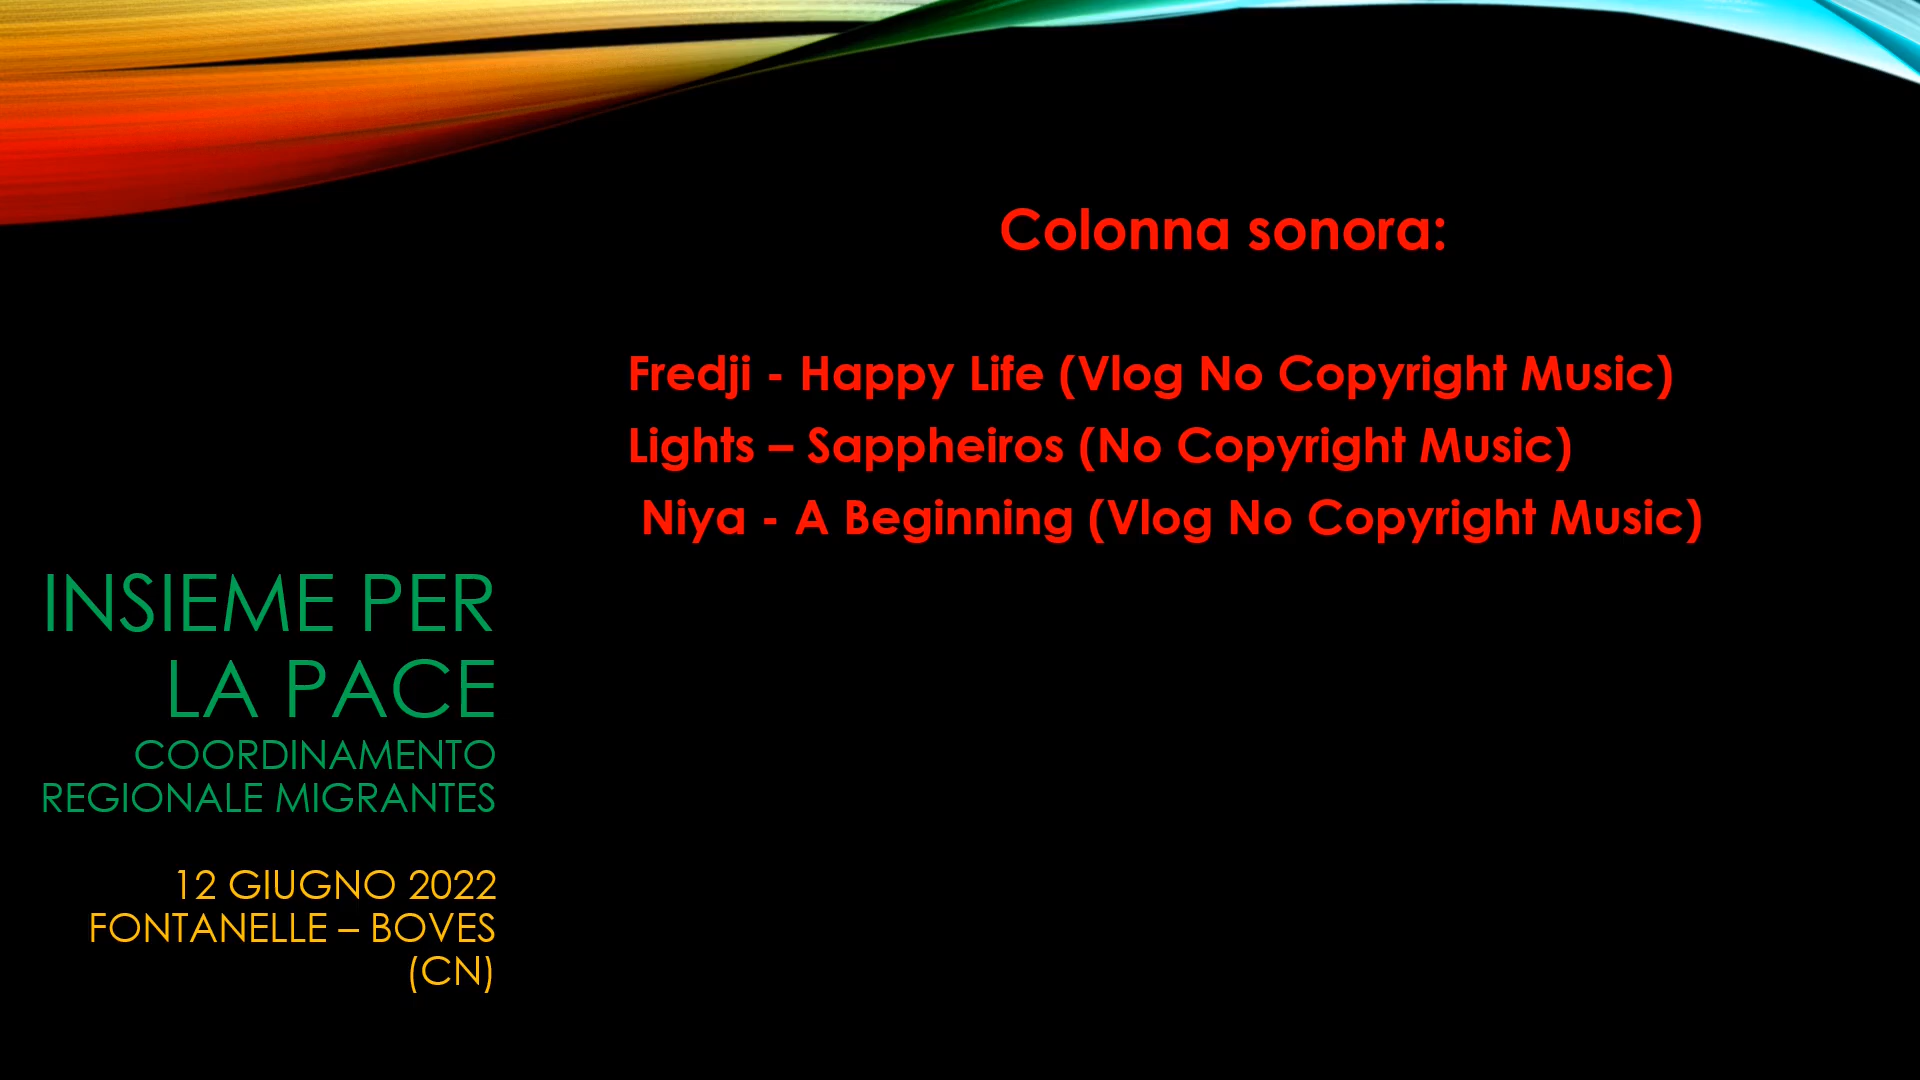 Colonna sonora:
Fredji - Happy Life (Vlog No Copyright Music)
Lights – Sappheiros (No Copyright Music)
Niya - A Beginning (Vlog No Copyright Music)
INSIEME PER
LA PACE
COORDINAMENTO
REGIONALE MIGRANTES
12 GIUGNO 2022
FONTANELLE – BOVES
(CN)